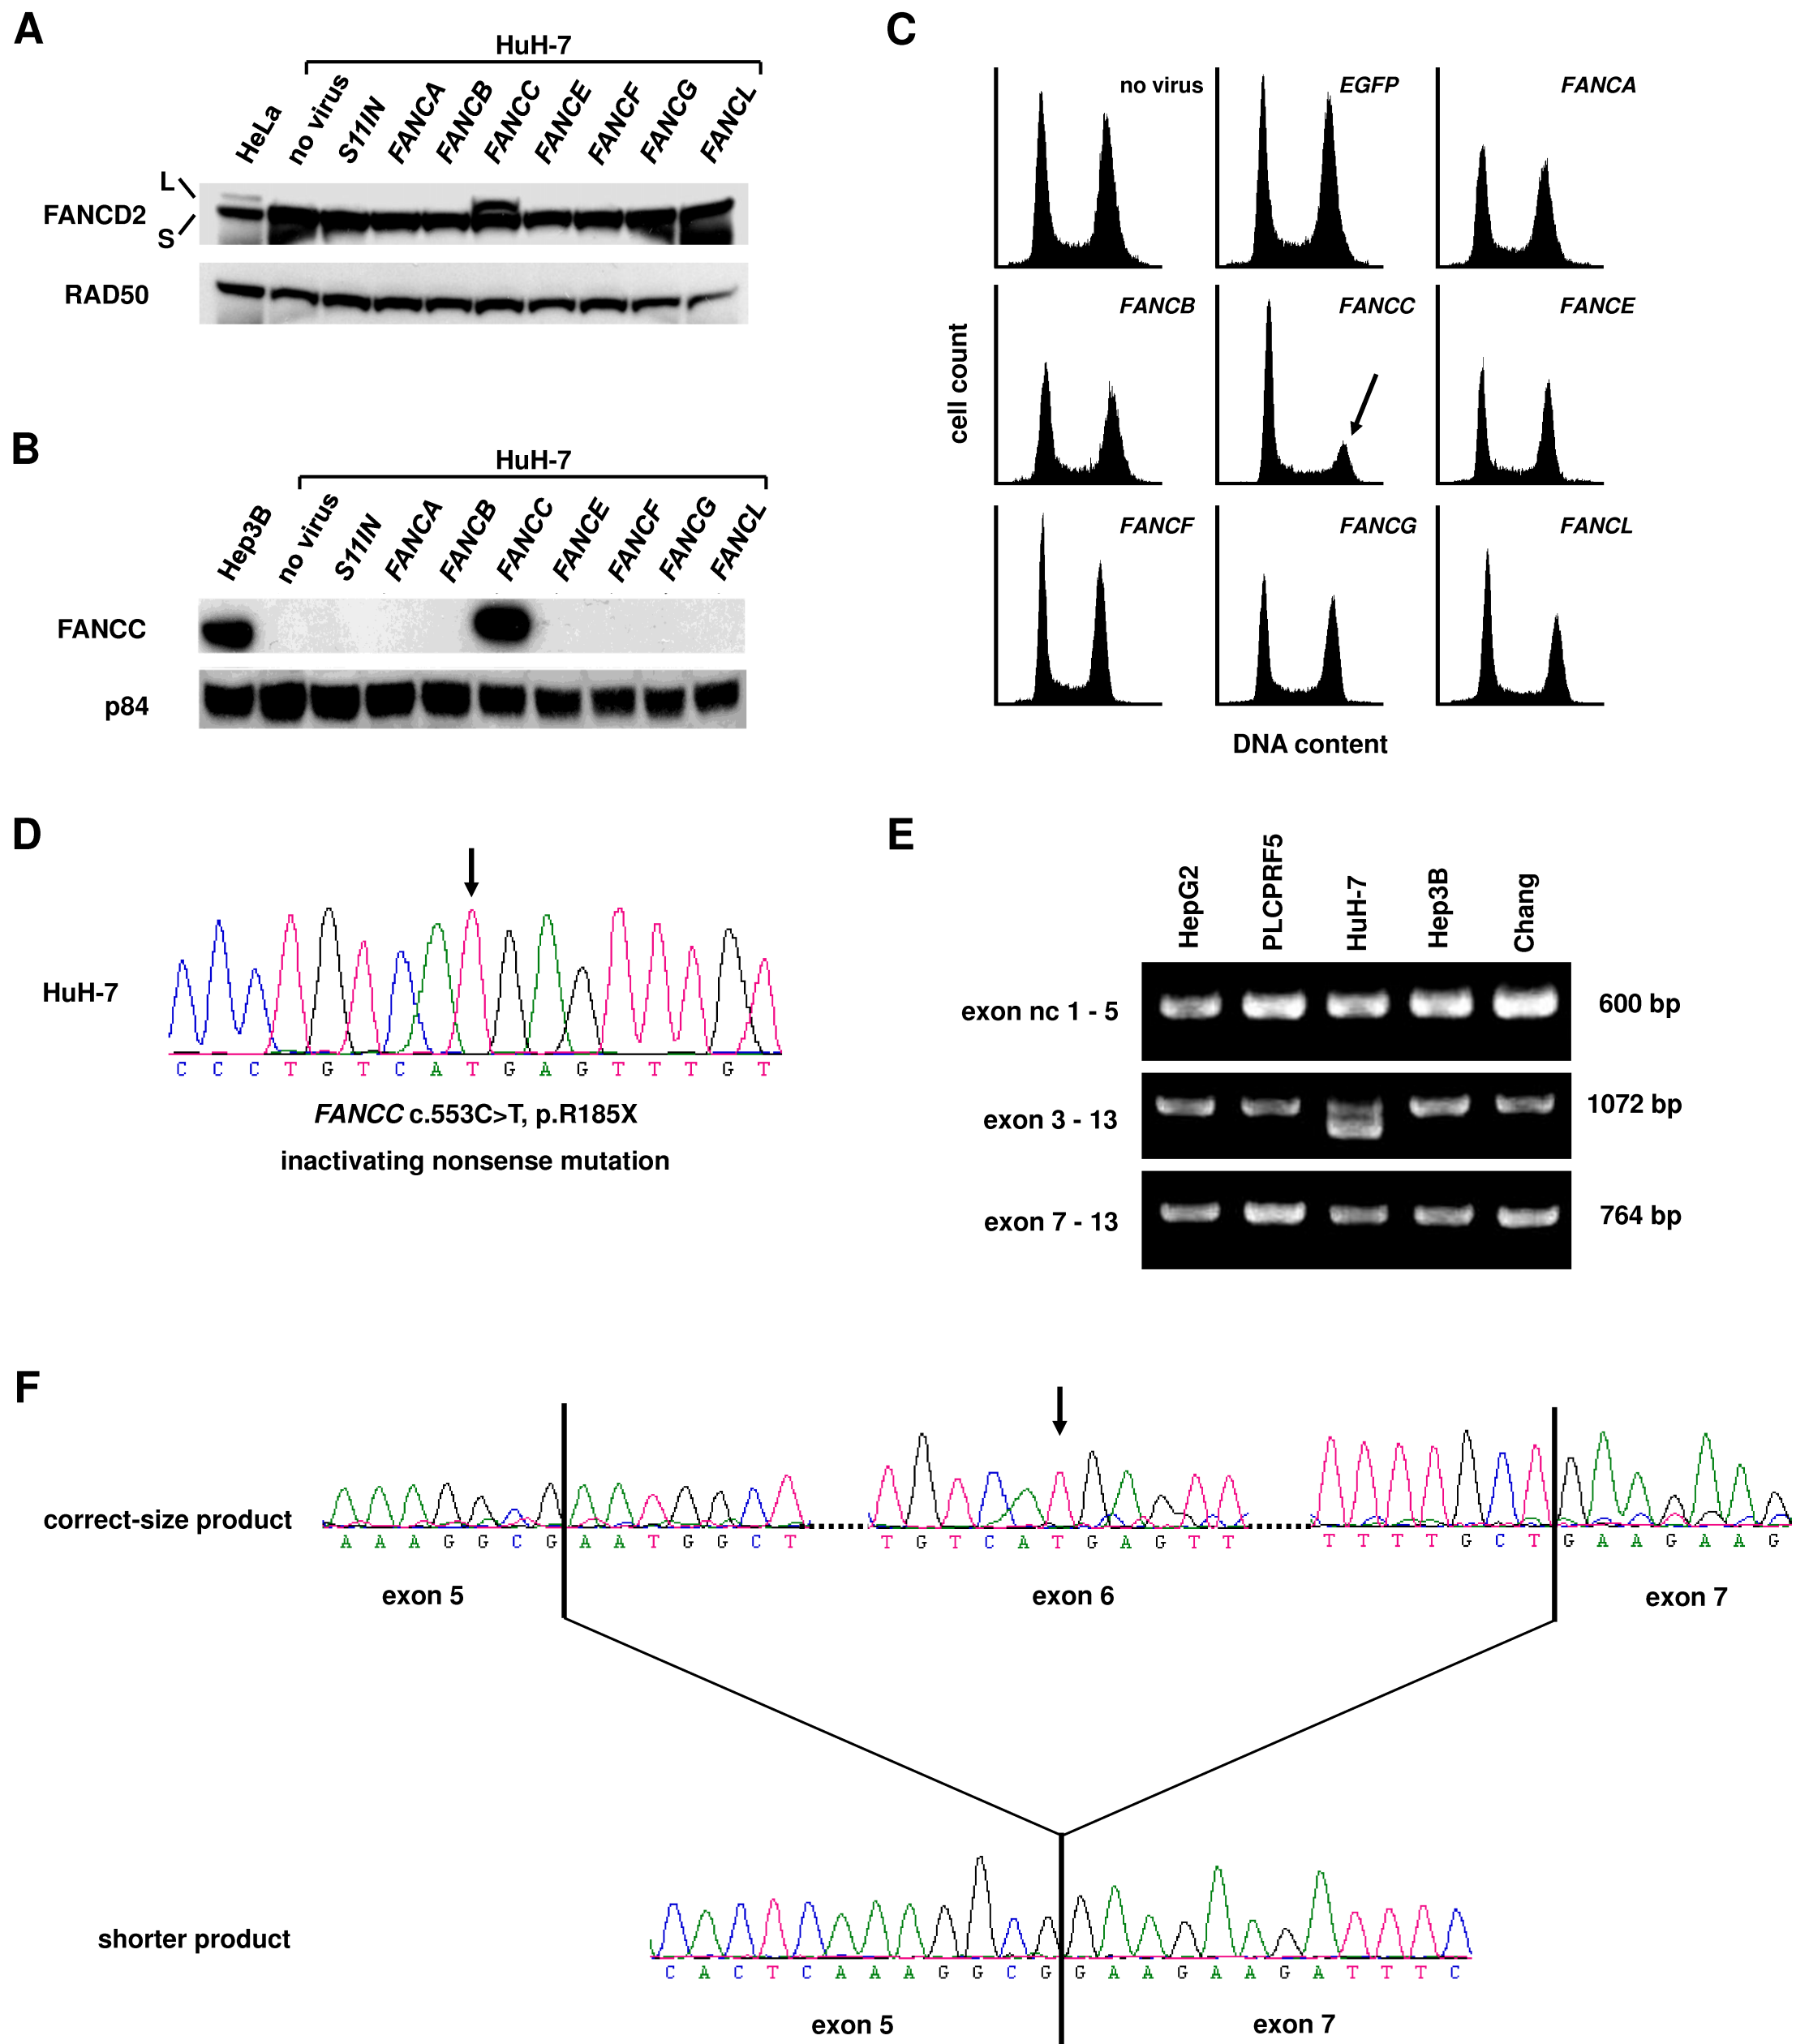 A
HuH-7
HeLa
no virus
S11IN
FANCA
FANCB
FANCC
FANCE
FANCF
FANCG
FANCL
L
FANCD2
S
RAD50
B
HuH-7
Hep3B
no virus
S11IN
FANCA
FANCB
FANCC
FANCE
FANCF
FANCG
FANCL
FANCC
p84
C
no virus
EGFP
FANCA
FANCB
FANCC
FANCE
FANCF
FANCG
FANCL
cell count
DNA content
D
HuH-7
C C C T G T C A T G A G T T T G T
FANCC c.553C>T, p.R185X
inactivating nonsense mutation
E
HepG2
PLCPRF5
HuH-7
Hep3B
Chang
exon nc 1 - 5
600 bp
exon 3 - 13
1072 bp
exon 7 - 13
764 bp
F
correct-size product
A A A G G C G A A T G G C T
T G T C A T G A G T T
T T T T G C T G A A G A A G
exon 5
exon 6
exon 7
shorter product
C A C T C A A A G G C G G A A G A A G A T T T C
exon 5
exon 7